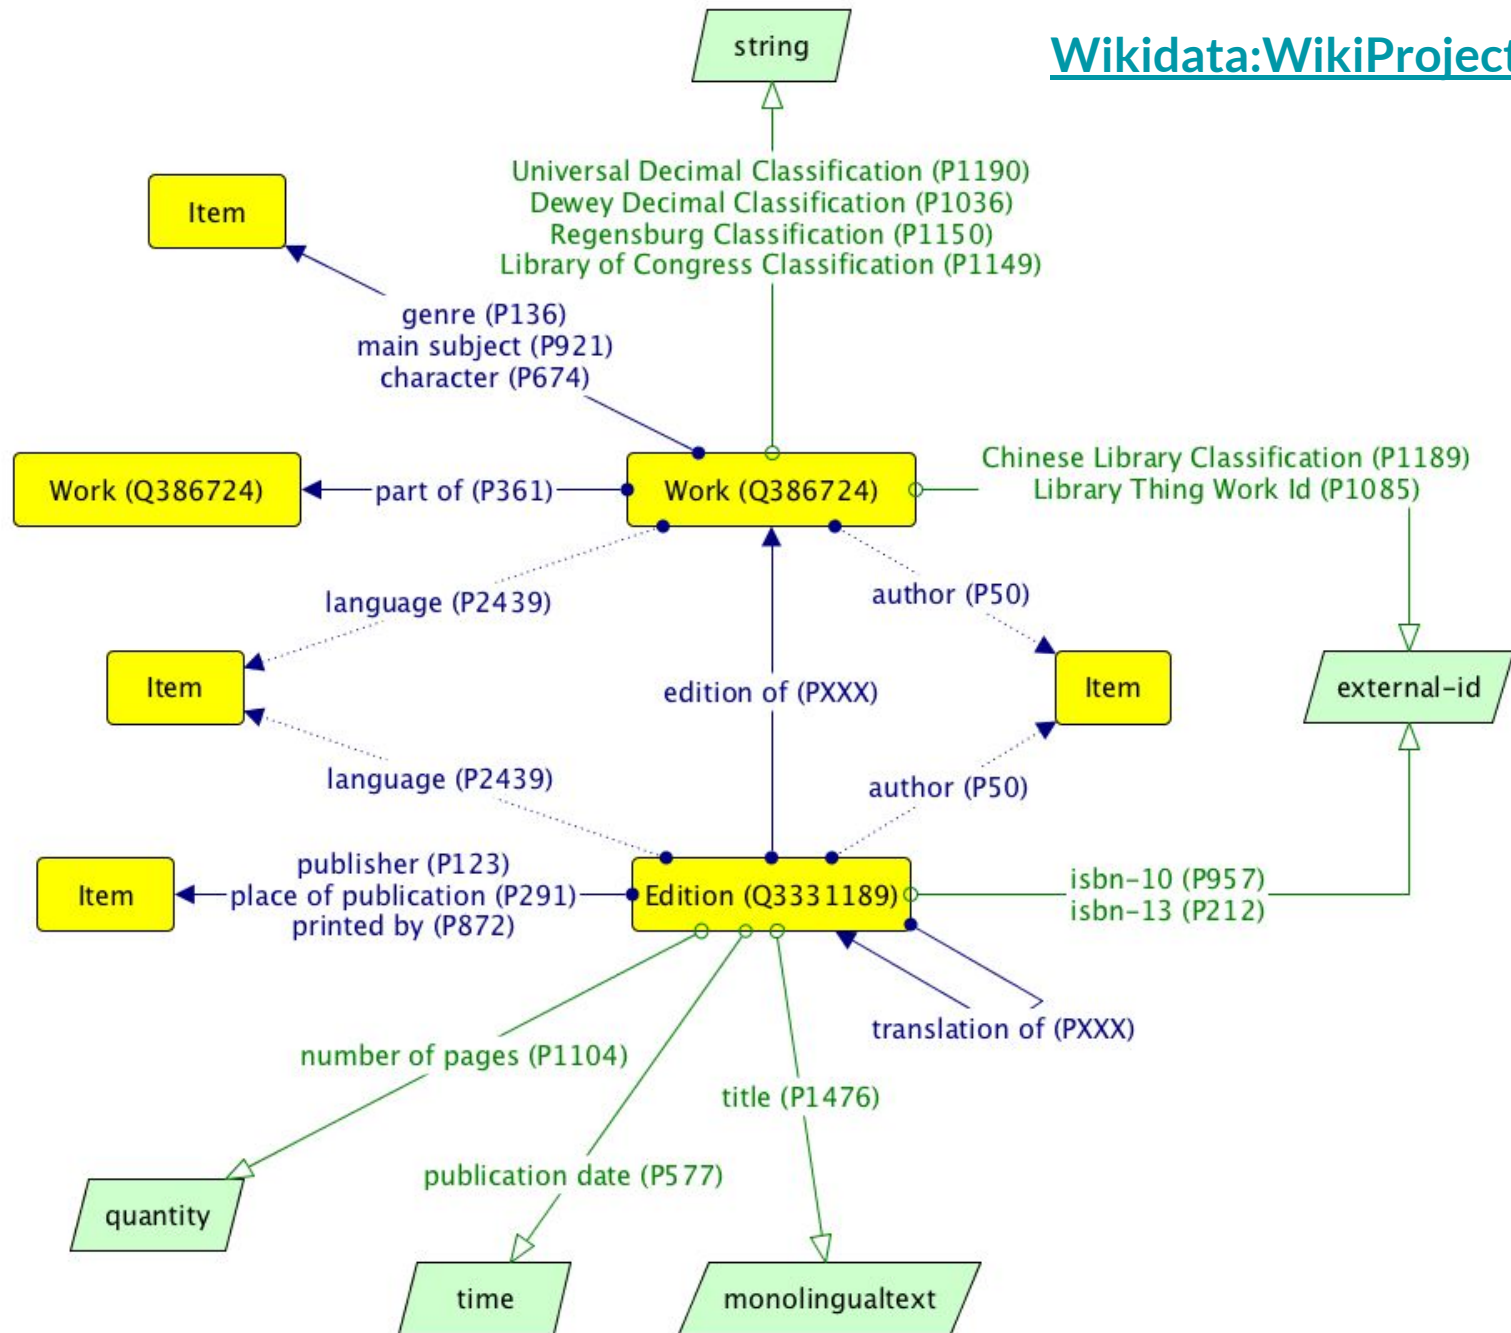 string
Wikidata:WikiProject
Universal Decimal Classification (P1190)
Dewey Decimal Classification (P1036)
Regensburg Classification (P1150)
Library of Congress Classification (P1149)
Item
genre (P136)
main subject (P921)
character (P674)
Work (Q386724)
part of (P361)
Work (Q386724)
Chinese Library Classification (P1189)
Library Thing Work Id (P1085)
language (P2439)
author (P50)
Item
edition of (PXXX)
Item
external-id
language (P2439)
author (P50)
Item
publisher (P123)
place of publication (P291)
printed by (P872)
Edition (Q3331189)
isbn-10 (P957)
isbn-13 (P212)
translation of (PXXX)
number of pages (P1104)
title (P1476)
publication date (P577)
quantity
time
monolingualtext